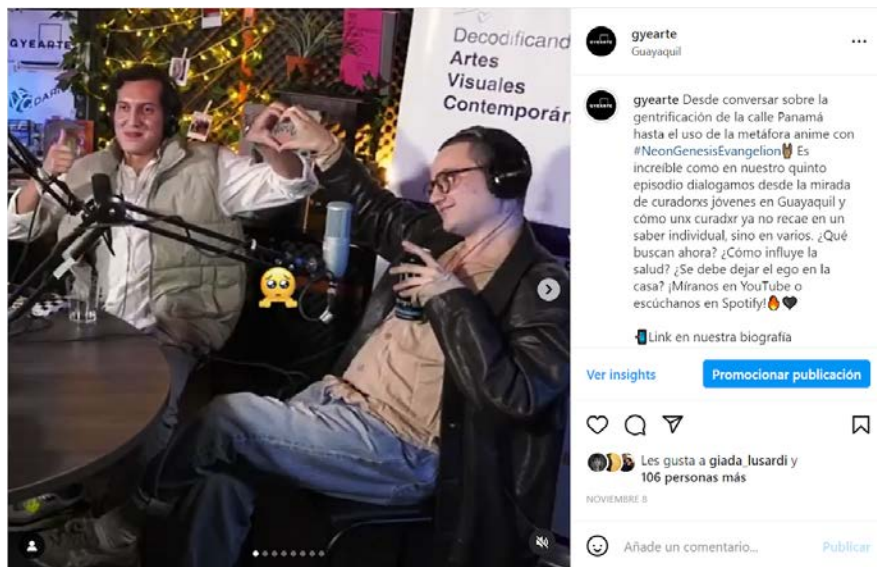 GYEARTE
Decodificand
Artes
Visuales
Contemporán
gyearte
Guayaquil
gyearte Desde conversar sobre la
gentrificación de la calle Panamá
hasta el uso de la metáfora anime con
#NeonGenesisEvangelion Es
increíble como en nuestro quinto
episodio dialogamos desde la mirada
de curadorxs jóvenes en Guayaquil y
cómo unx curadxr ya no recae en un
saber individual, sino en varios. ¿Qué
buscan ahora? ¿Cómo influye la
salud? ¿Se debe dejar el ego en la
casa? ¡Míranos en YouTube o
escúchanos en Spotify!
Link en nuestra biografía
Ver insights
Promocionar publicación
Les gusta a giada_lusardi y
106 personas más
NOVIEMBRE 8
Añade un comentario...
Publicar